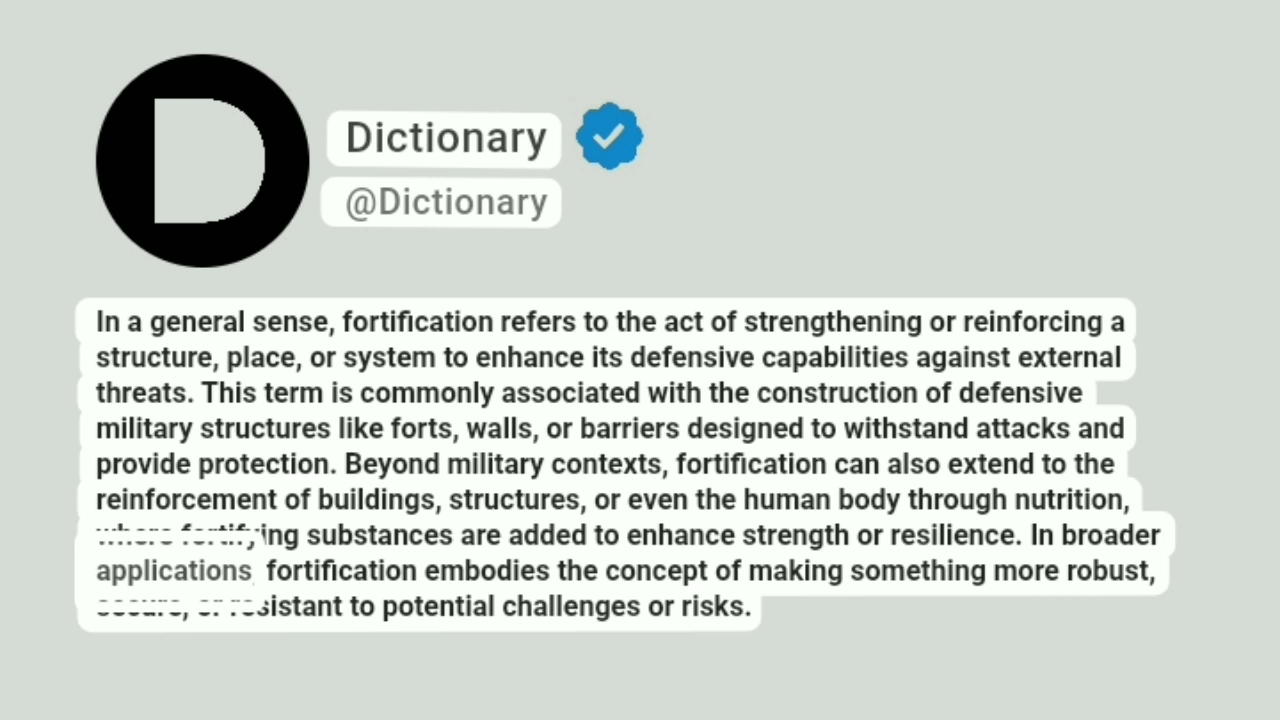 D
Dictionary
@Dictionary
In a general sense, fortification refers to the act of strengthening or reinforcing a
structure, place, or system to enhance its defensive capabilities against external
threats. This term is commonly associated with the construction of defensive
military structures like forts, walls, or barriers designed to withstand attacks and
provide protection. Beyond military contexts, fortification can also extend to the
reinforcement of buildings, structures, or even the human body through nutrition,
where fortifying substances are added to enhance strength or resilience. In broader
applications, fortification embodies the concept of making something more robust,
secure, or resistant to potential challenges or risks.